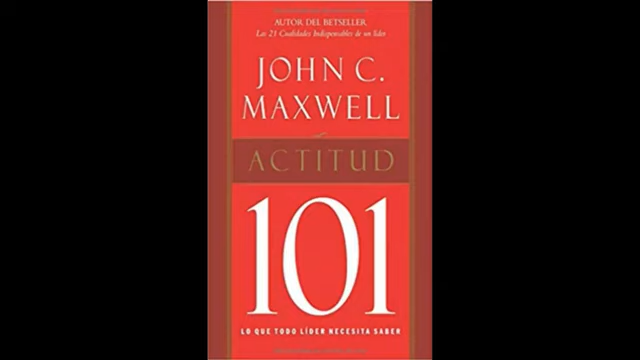 AUTOR DEL BETSELLER
Las 21 Cualidades Indispensables de un líder
JOHN C.
MAXWELL
ACTITUD
101
LO QUE TODO LÍDER NECESITA SABER